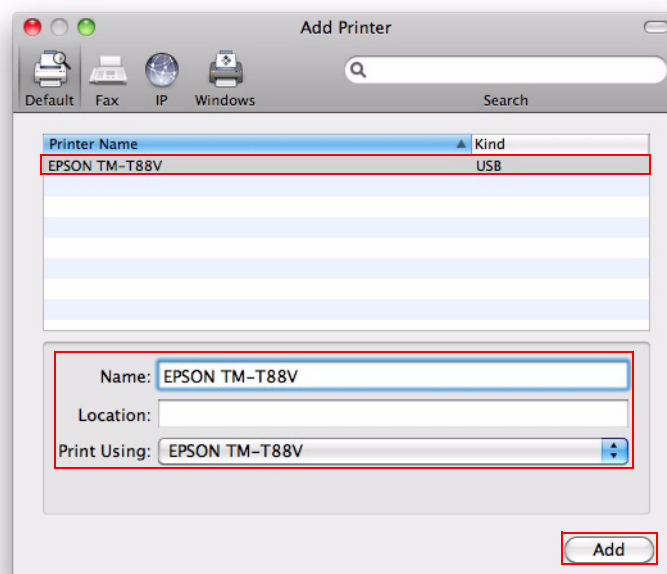 Add Printer
Default Fax IP Windows Search
Printer Name Kind
EPSON TM-T88V USB
Name: EPSON TM-T88V
Location:
Print Using: EPSON TM-T88V
Add